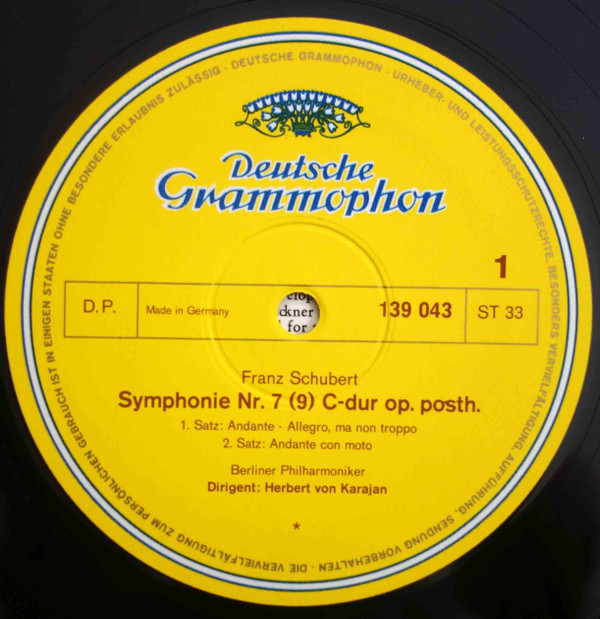 DEUTSCHE GRAMMOPHON · URHEBER- UND LEISTUNGSSCHUTZRECHTE, BESONDERS VERVIELFÄLTIGUNG, AUFFÜHRUNG, SENDUNG VORBEHALTEN · DIE VERVIELFÄLTIGUNG ZUM PERSÖNLICHEN GEBRAUCH IST IN EINIGEN STAATEN OHNE BESONDERE ERLAUBNIS ZULÄSSIG ·
Deutsche
Grammophon
1
D.P. Made in Germany 139 043 ST 33
ckner
for
Franz Schubert
Symphonie Nr. 7 (9) C-dur op. posth.
1. Satz: Andante - Allegro, ma non troppo
2. Satz: Andante con moto
Berliner Philharmoniker
Dirigent: Herbert von Karajan
*